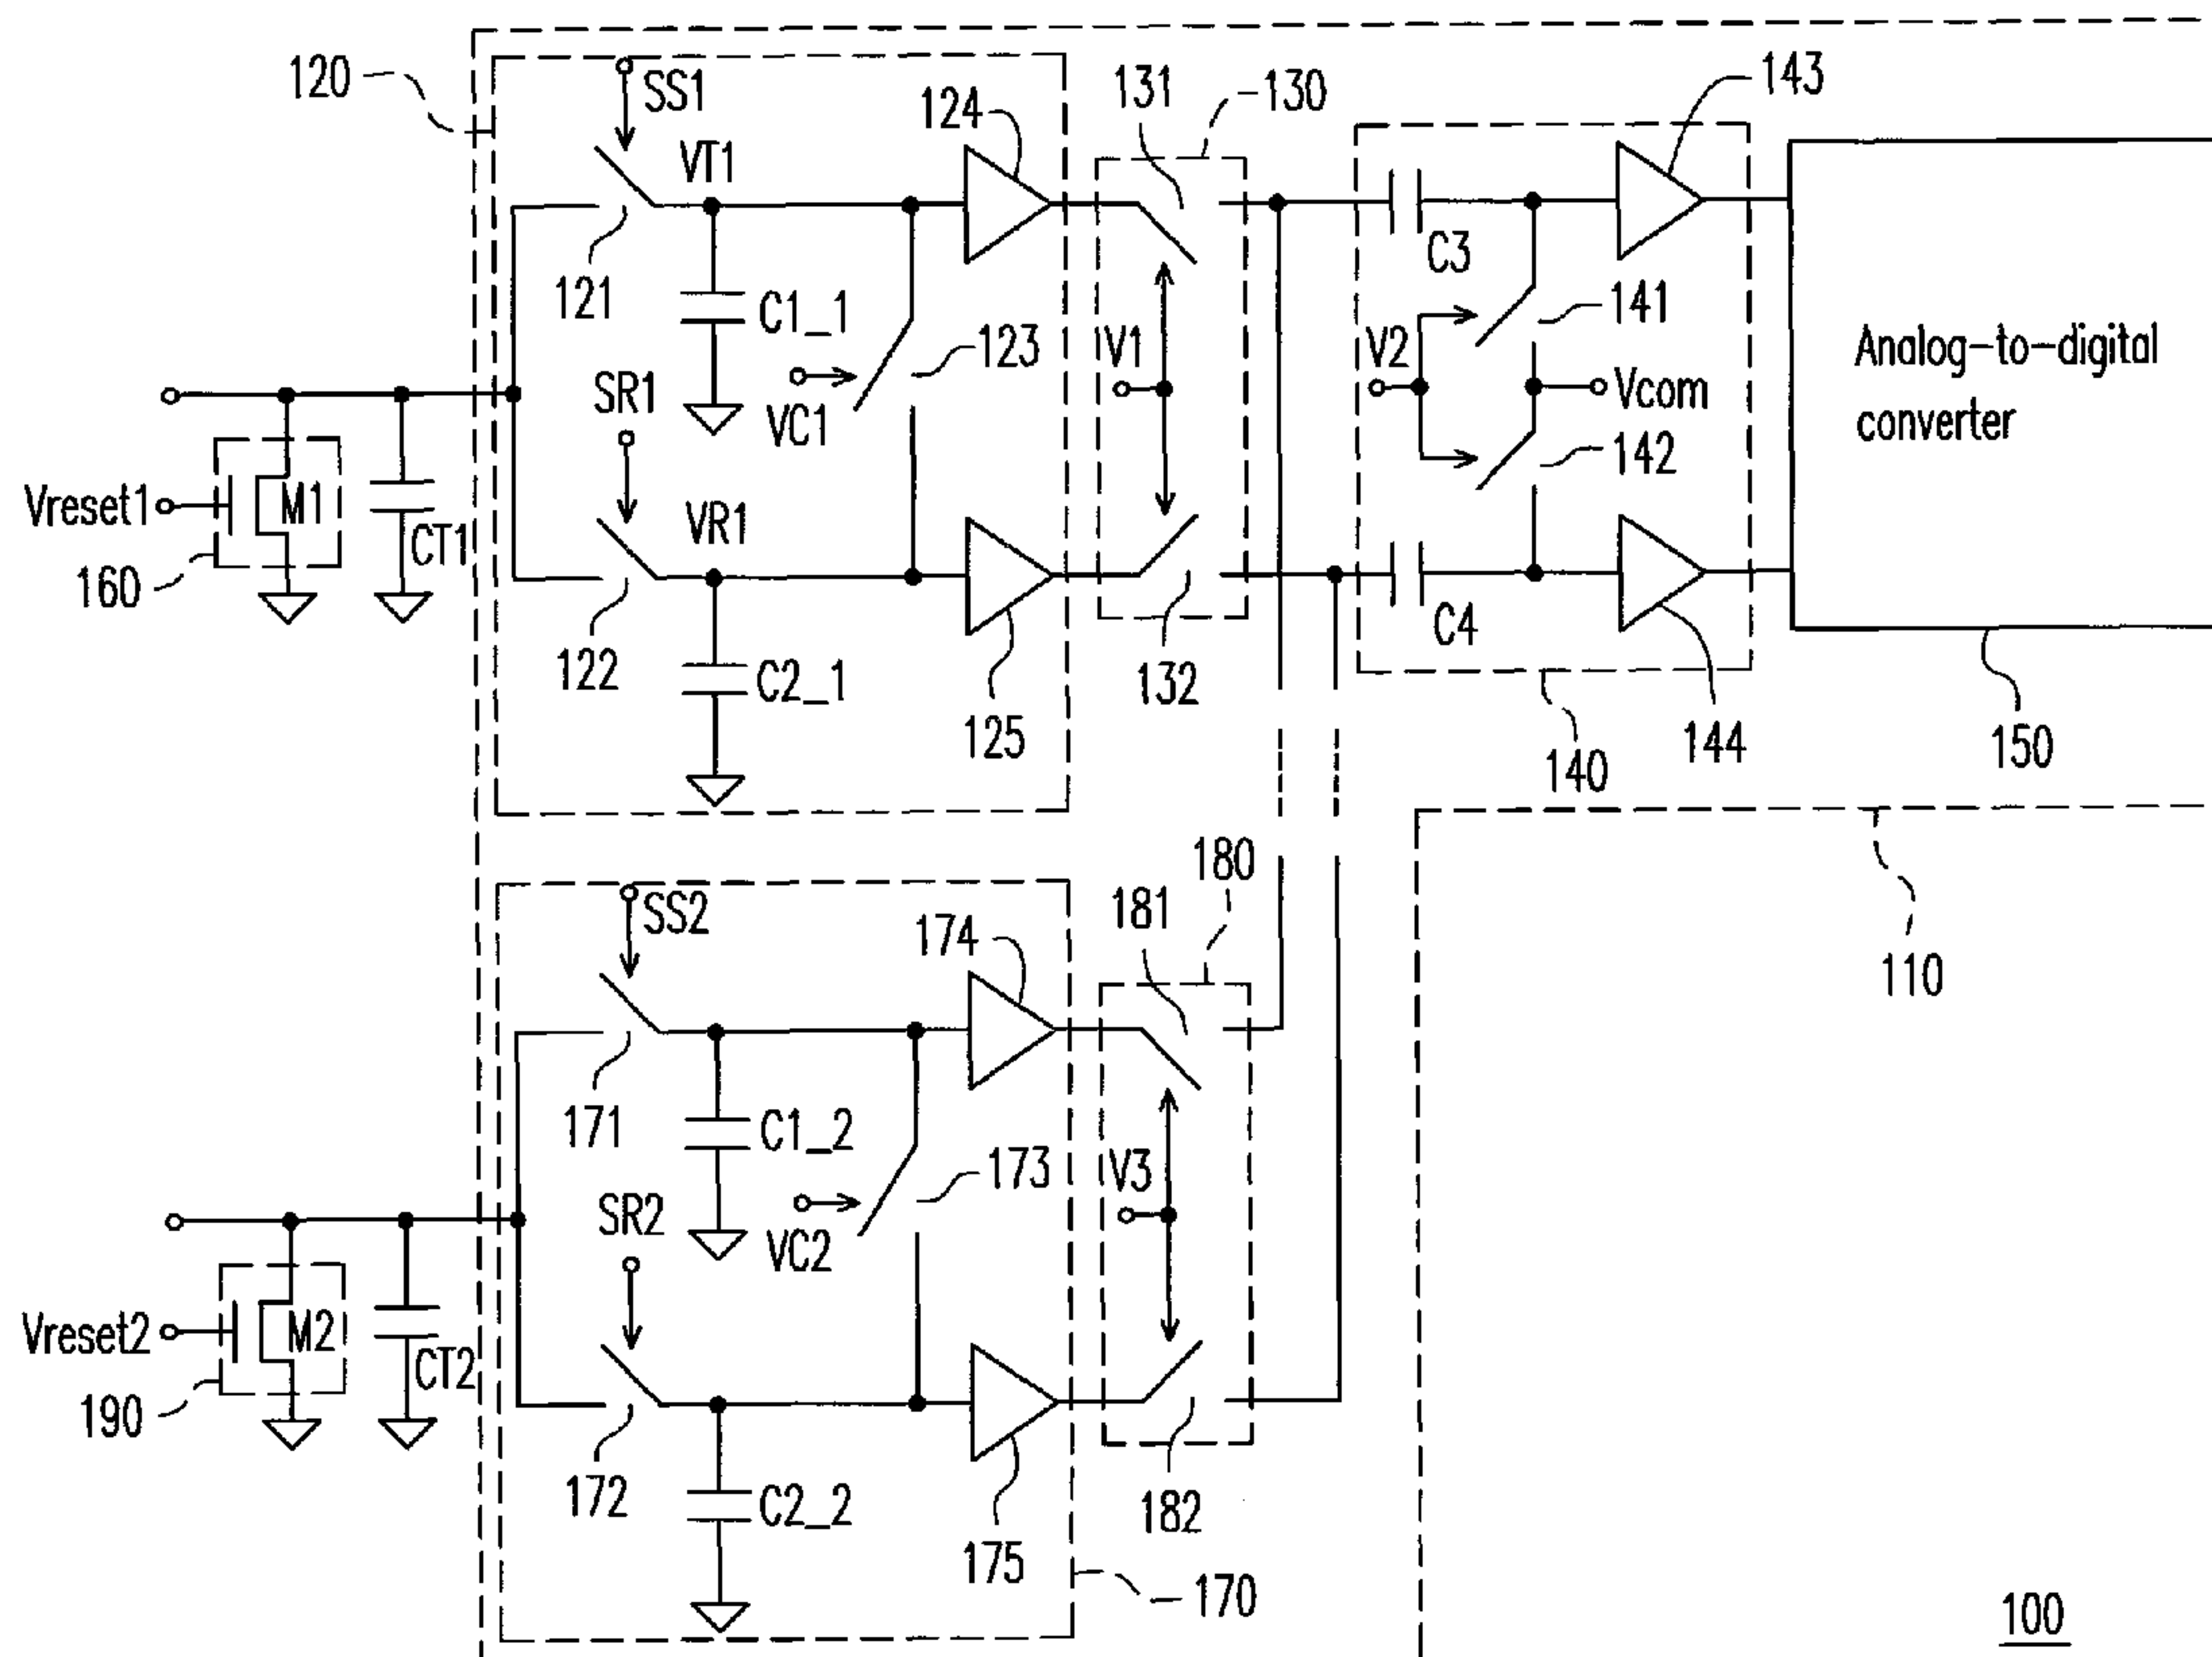 120
SS1
VT1
124
131
130
143
121
C1_1
123
SR1
VC1
V1
C3
141
V2
Vcom
142
Analog-to-digital
converter
Vreset1
M1
CT1
160
VR1
122
C2_1
125
132
C4
140
144
150
110
180
SS2
174
181
171
C1_2
173
SR2
VC2
V3
Vreset2
M2
CT2
190
172
C2_2
175
182
170
100